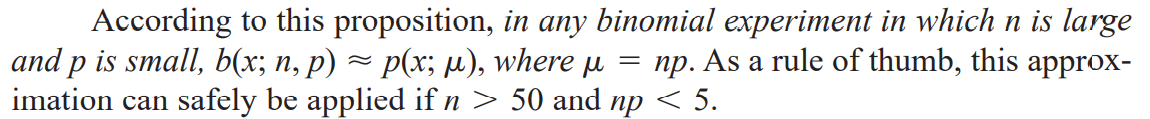 According to this proposition, in any binomial experiment in which n is large
and p is small, b(x; n, p) ≈ p(x; μ), where μ = np. As a rule of thumb, this approx-
imation can safely be applied if n > 50 and np < 5.